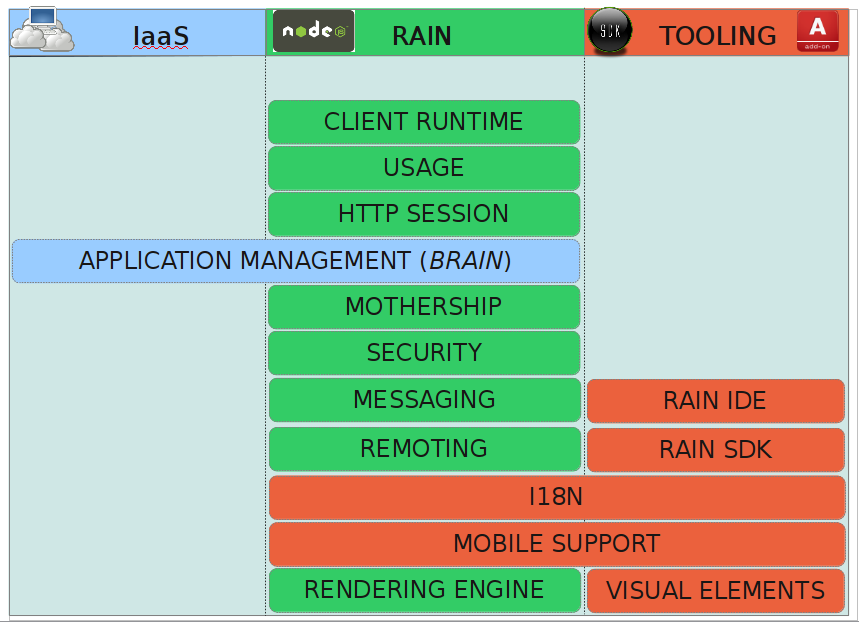 IaaS
node
RAIN
SDK
TOOLING
A
add-on
CLIENT RUNTIME
USAGE
HTTP SESSION
APPLICATION MANAGEMENT (BRAIN)
MOTHERSHIP
SECURITY
MESSAGING
RAIN IDE
REMOTING
RAIN SDK
I18N
MOBILE SUPPORT
RENDERING ENGINE
VISUAL ELEMENTS